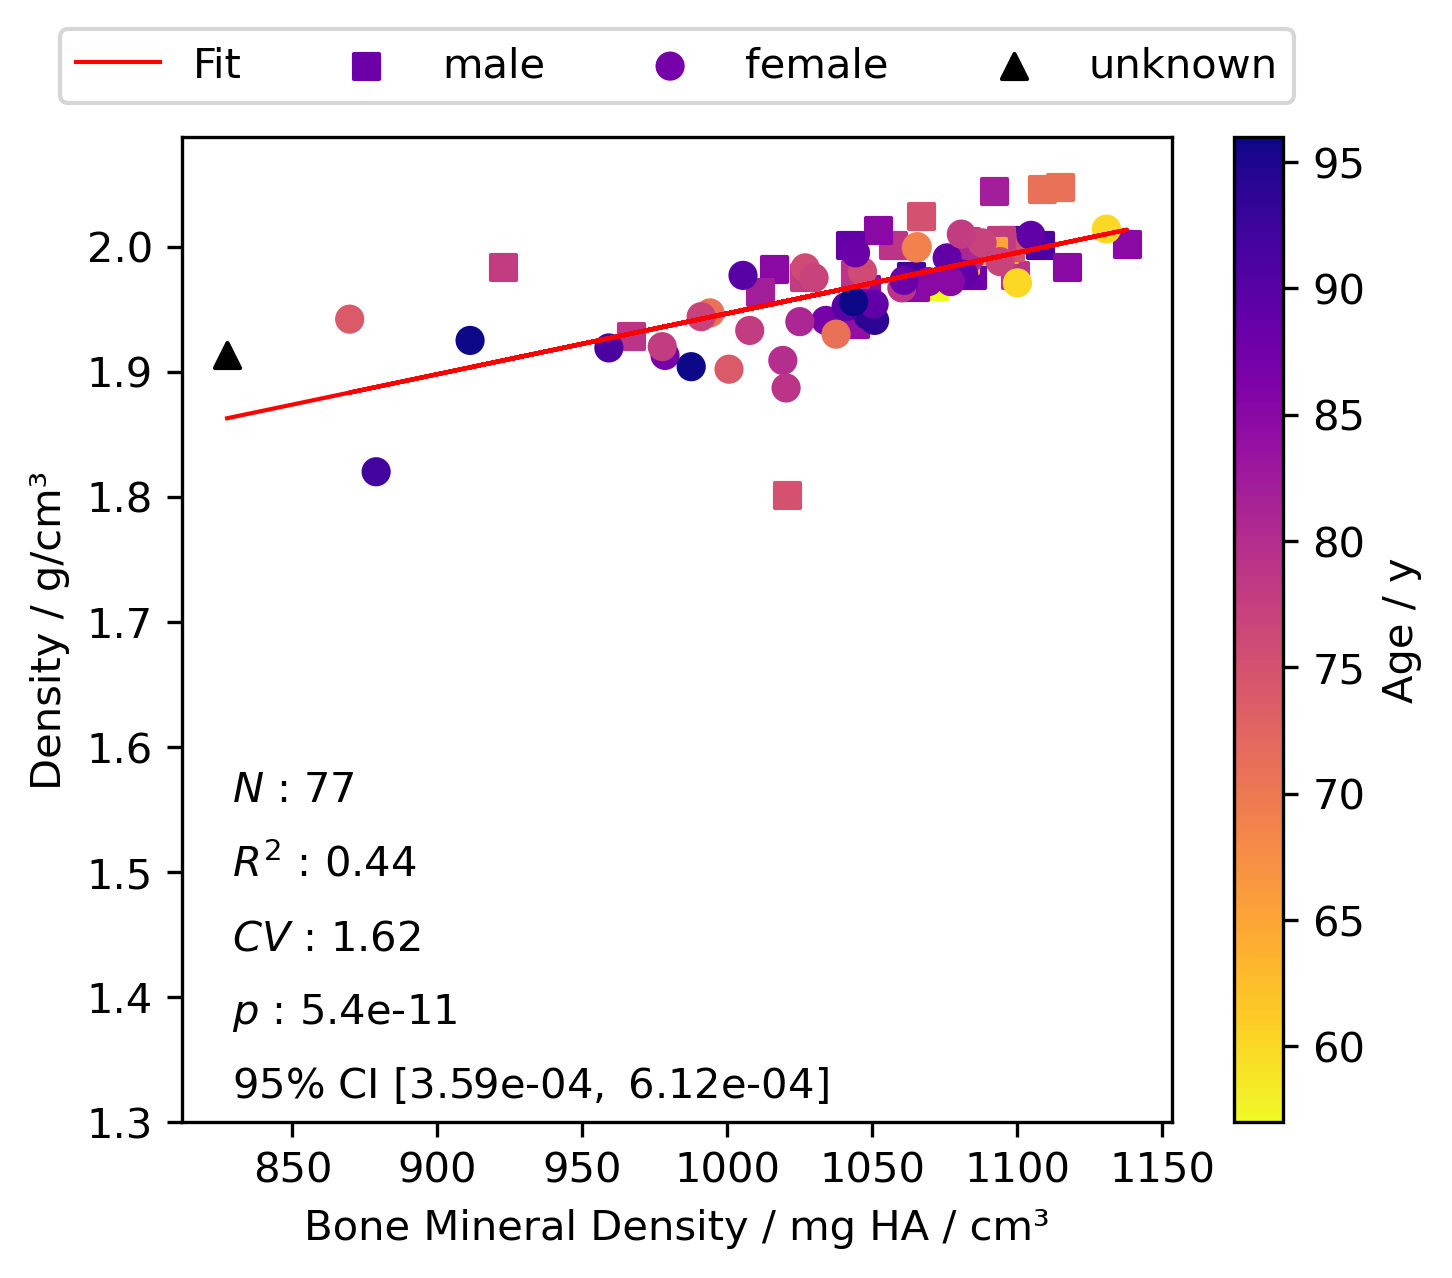 Fit male female unknown
2.0
1.9
1.8
1.7
1.6
1.5
1.4
1.3
Density / g/cm³
N : 77
R² : 0.44
CV : 1.62
p : 5.4e-11
95% CI [3.59e-04, 6.12e-04]
850 900 950 1000 1050 1100 1150
Bone Mineral Density / mg HA / cm³
95
90
85
80
75
70
65
60
Age / y